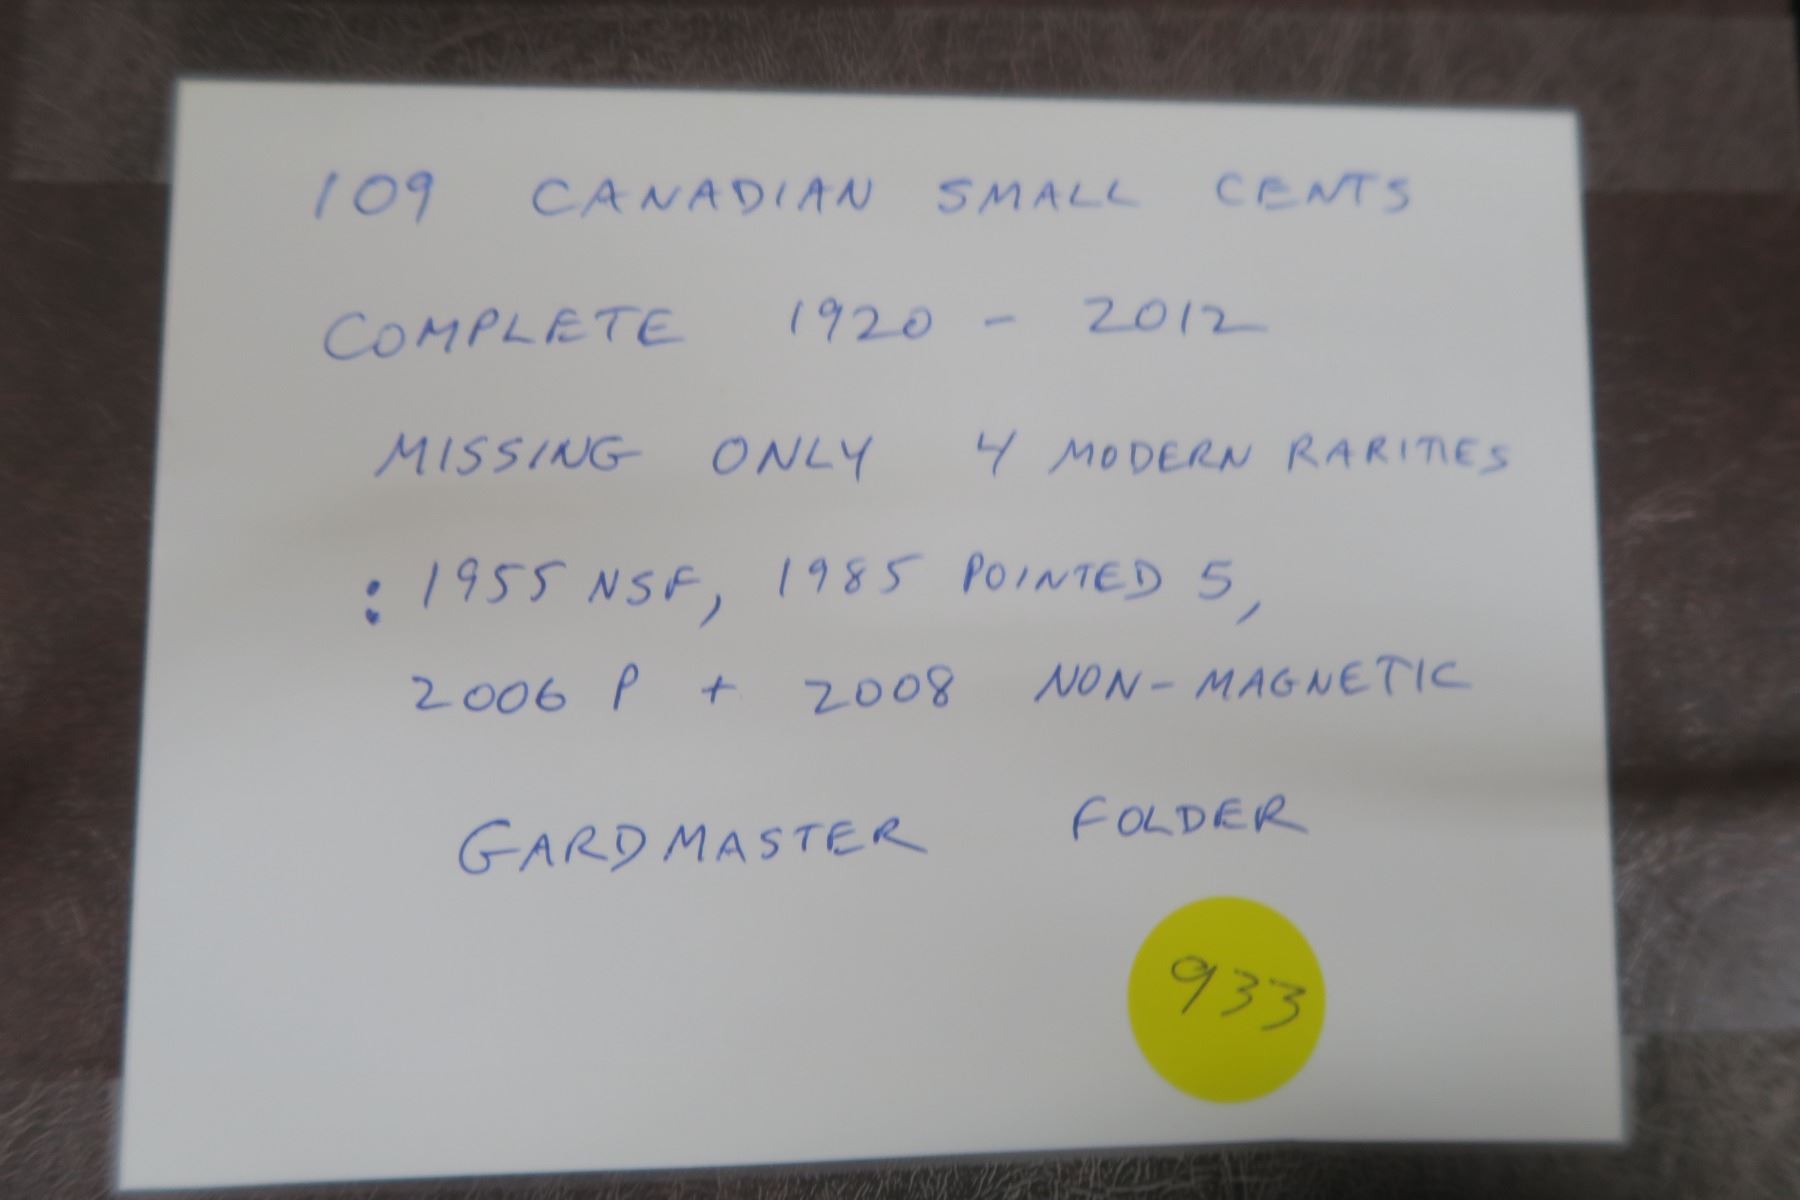 109 CANADIAN SMALL CENTS
COMPLETE 1920 - 2012
MISSING ONLY 4 MODERN RARITIES
: 1955 NSF, 1985 POINTED 5,
2006 P + 2008 NON-MAGNETIC
GARDMASTER FOLDER
933